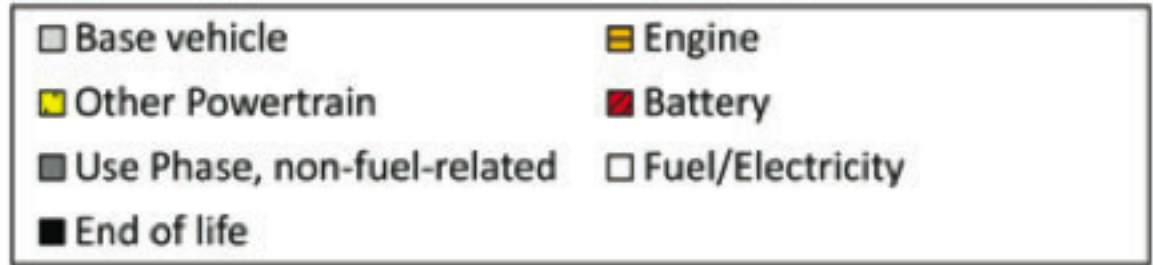 Base vehicle Engine
Other Powertrain Battery
Use Phase, non-fuel-related Fuel/Electricity
End of life